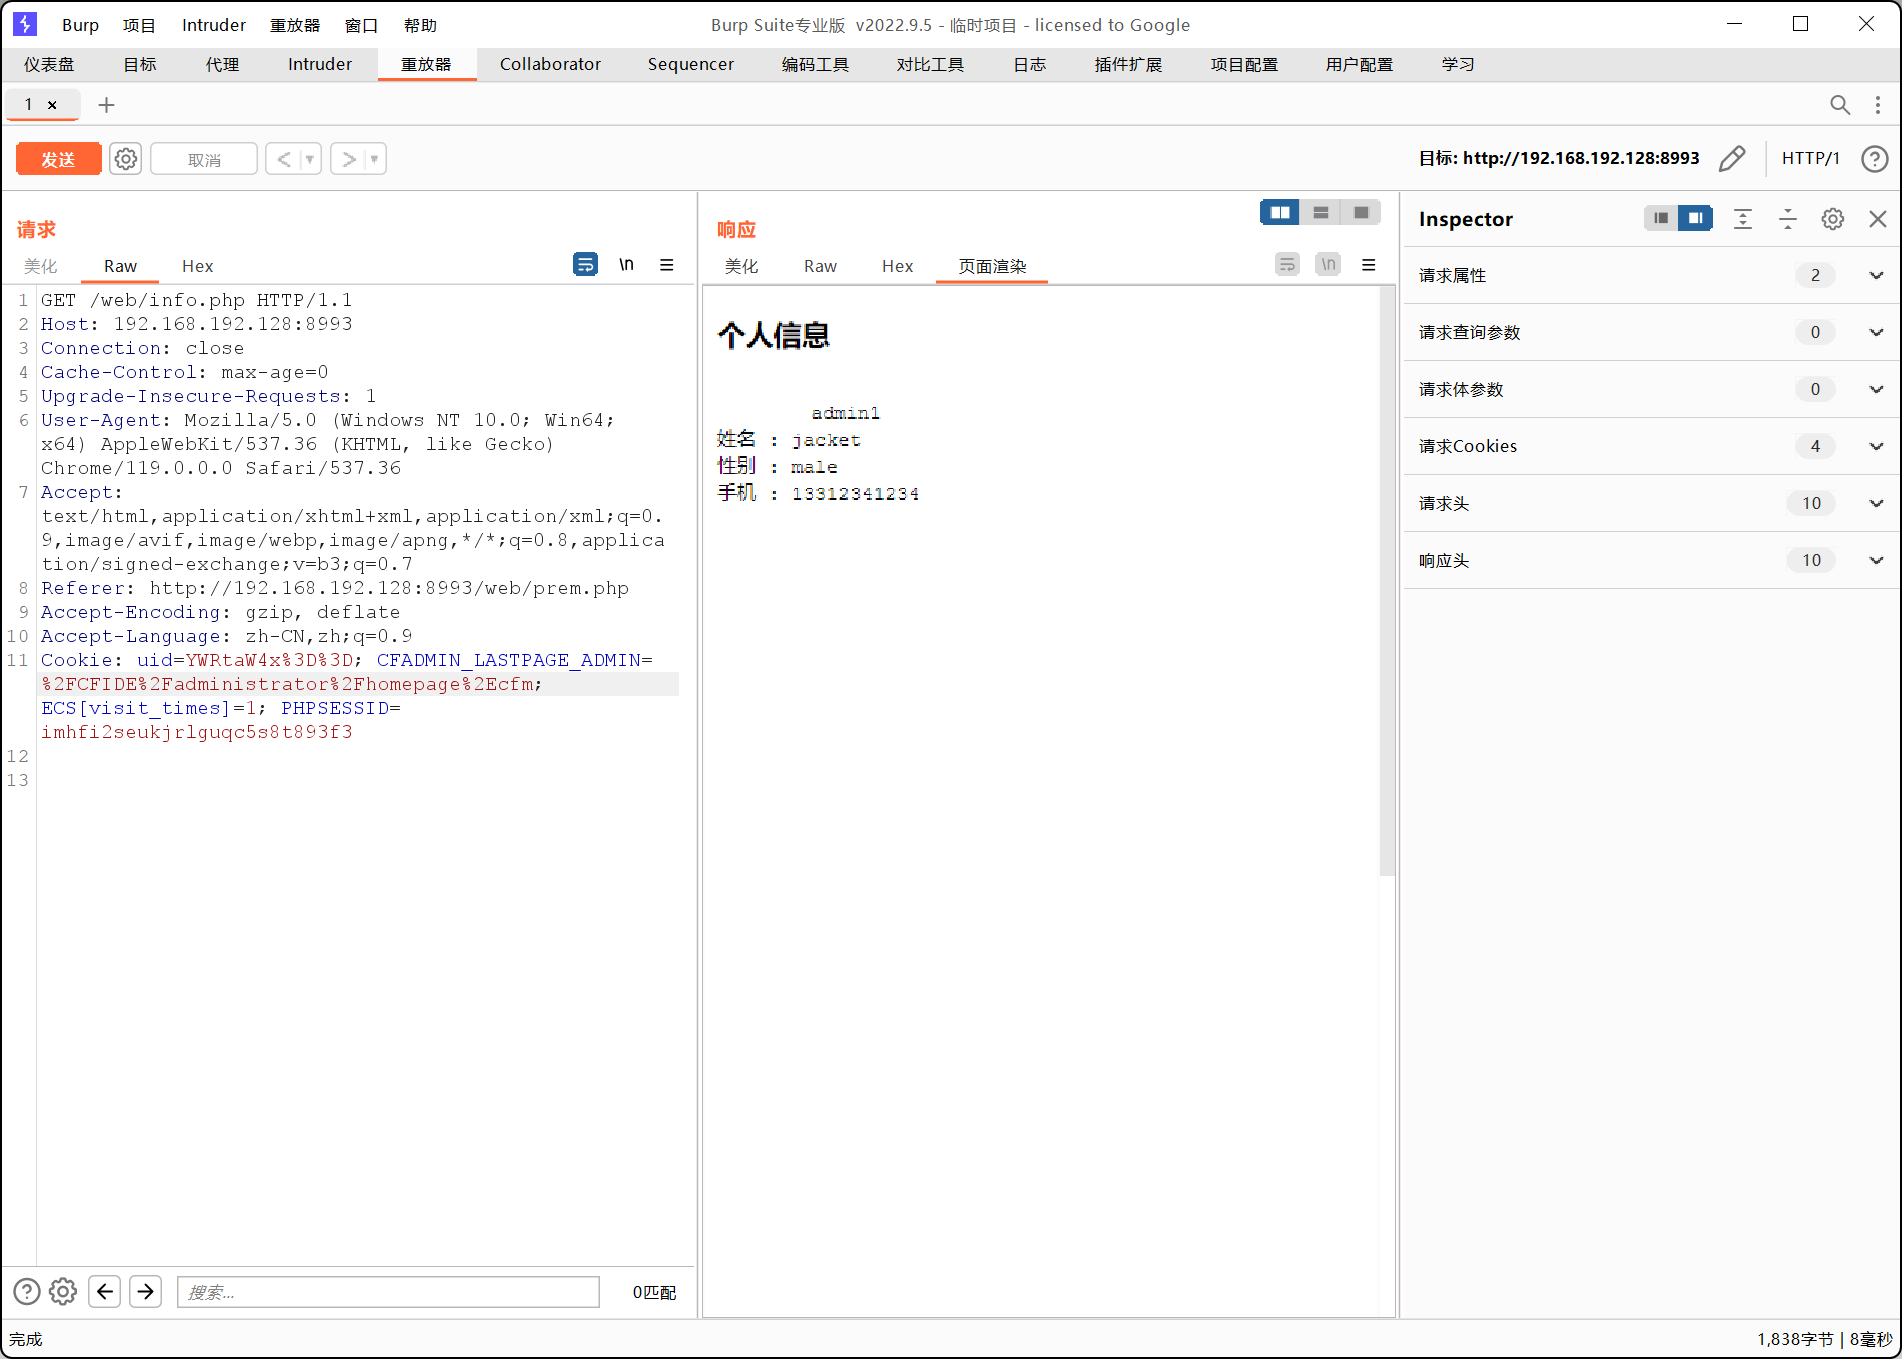 Burp 项目 Intruder 重放器 窗口 帮助
Burp Suite专业版 v2022.9.5 - 临时项目 - licensed to Google
仪表盘 目标 代理 Intruder 重放器 Collaborator Sequencer 编码工具 对比工具 日志 插件扩展 项目配置 用户配置 学习
1 × +
发送 取消 < >
目标: http://192.168.192.128:8993 HTTP/1
请求
美化 Raw Hex \n
1 GET /web/info.php HTTP/1.1
2 Host: 192.168.192.128:8993
3 Connection: close
4 Cache-Control: max-age=0
5 Upgrade-Insecure-Requests: 1
6 User-Agent: Mozilla/5.0 (Windows NT 10.0; Win64;
x64) AppleWebKit/537.36 (KHTML, like Gecko)
Chrome/119.0.0.0 Safari/537.36
7 Accept:
text/html,application/xhtml+xml,application/xml;q=0.
9,image/avif,image/webp,image/apng,*/*;q=0.8,applica
tion/signed-exchange;v=b3;q=0.7
8 Referer: http://192.168.192.128:8993/web/prem.php
9 Accept-Encoding: gzip, deflate
10 Accept-Language: zh-CN,zh;q=0.9
11 Cookie: uid=YWRtaW4x%3D%3D; CFADMIN_LASTPAGE_ADMIN=
%2FCFIDE%2Fadministrator%2Fhomepage%2Ecfm;
ECS[visit_times]=1; PHPSESSID=
imhfi2seukjrlguqc5s8t893f3
12
13
搜索... 0匹配
响应
美化 Raw Hex 页面渲染 \n
个人信息
admin1
姓名 : jacket
性别 : male
手机 : 13312341234
Inspector
请求属性 2
请求查询参数 0
请求体参数 0
请求Cookies 4
请求头 10
响应头 10
完成
1,838字节 | 8毫秒